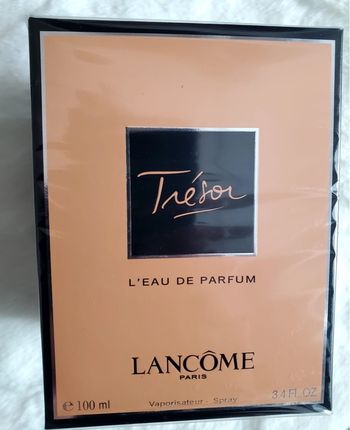 Trésor
L'EAU DE PARFUM
LANCÔME
PARIS
℮ 100 ml Vaporisateur - Spray 3.4 FL.OZ